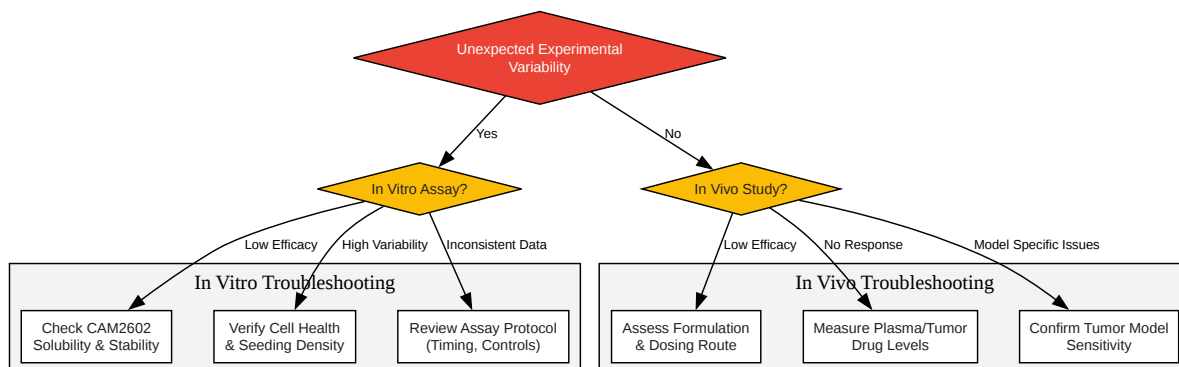 Unexpected Experimental
Variability
Yes
No
In Vitro Assay?
In Vivo Study?
Low Efficacy
High Variability
Inconsistent Data
Low Efficacy
No Response
Model Specific Issues
In Vitro Troubleshooting
In Vivo Troubleshooting
Check CAM2602
Solubility & Stability
Verify Cell Health
& Seeding Density
Review Assay Protocol
(Timing, Controls)
Assess Formulation
& Dosing Route
Measure Plasma/Tumor
Drug Levels
Confirm Tumor Model
Sensitivity